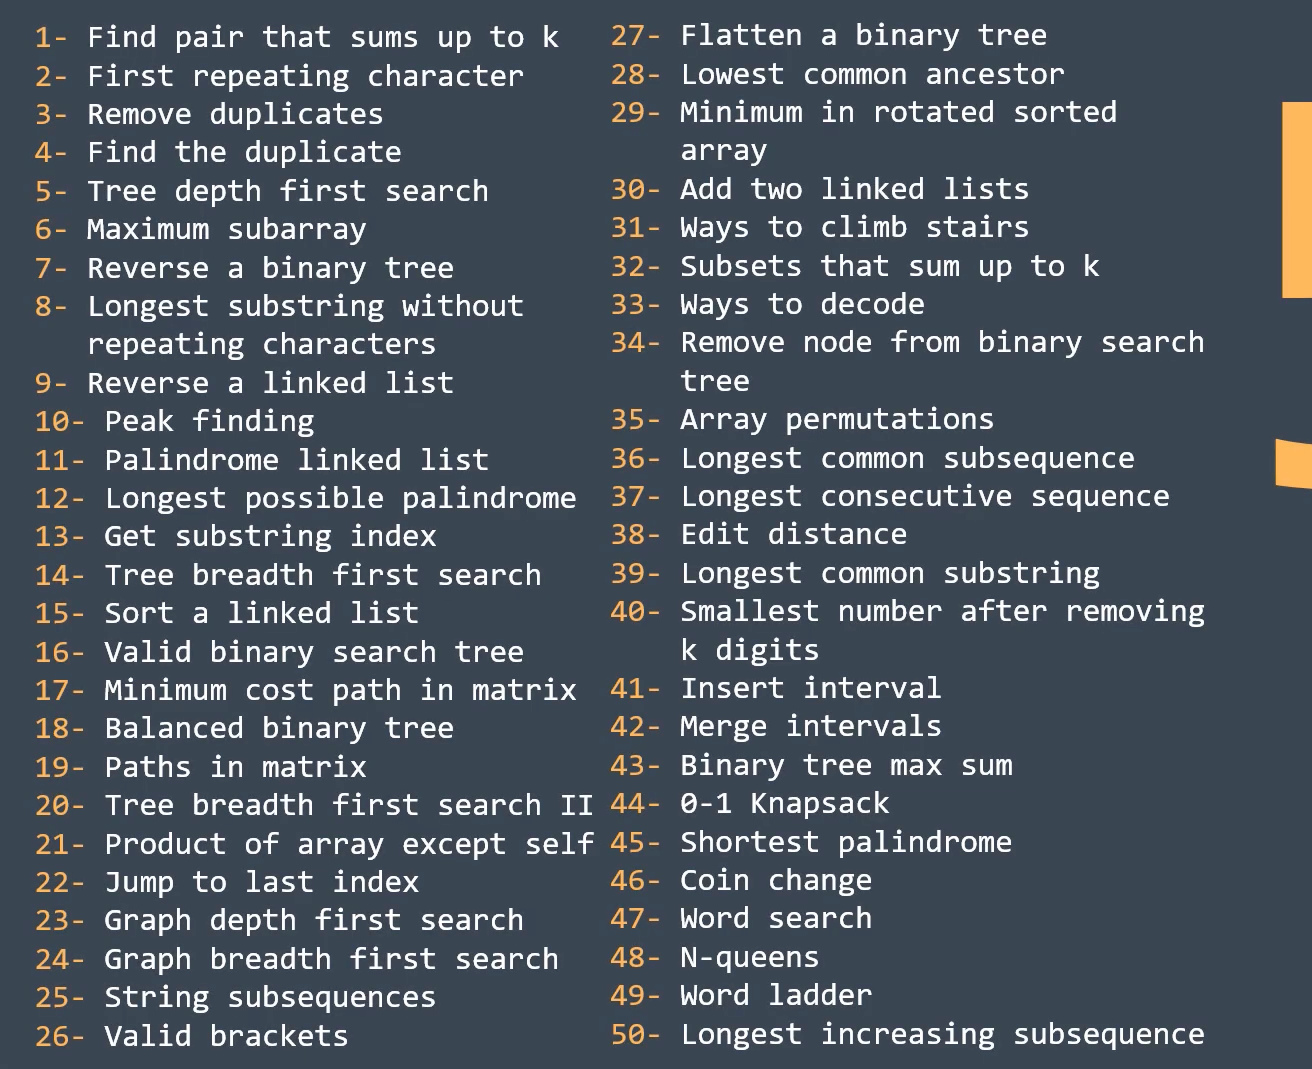 1- Find pair that sums up to k
2- First repeating character
3- Remove duplicates
4- Find the duplicate
5- Tree depth first search
6- Maximum subarray
7- Reverse a binary tree
8- Longest substring without
repeating characters
9- Reverse a linked list
10- Peak finding
11- Palindrome linked list
12- Longest possible palindrome
13- Get substring index
14- Tree breadth first search
15- Sort a linked list
16- Valid binary search tree
17- Minimum cost path in matrix
18- Balanced binary tree
19- Paths in matrix
20- Tree breadth first search II
21- Product of array except self
22- Jump to last index
23- Graph depth first search
24- Graph breadth first search
25- String subsequences
26- Valid brackets
27- Flatten a binary tree
28- Lowest common ancestor
29- Minimum in rotated sorted
array
30- Add two linked lists
31- Ways to climb stairs
32- Subsets that sum up to k
33- Ways to decode
34- Remove node from binary search
tree
35- Array permutations
36- Longest common subsequence
37- Longest consecutive sequence
38- Edit distance
39- Longest common substring
40- Smallest number after removing
k digits
41- Insert interval
42- Merge intervals
43- Binary tree max sum
44- 0-1 Knapsack
45- Shortest palindrome
46- Coin change
47- Word search
48- N-queens
49- Word ladder
50- Longest increasing subsequence